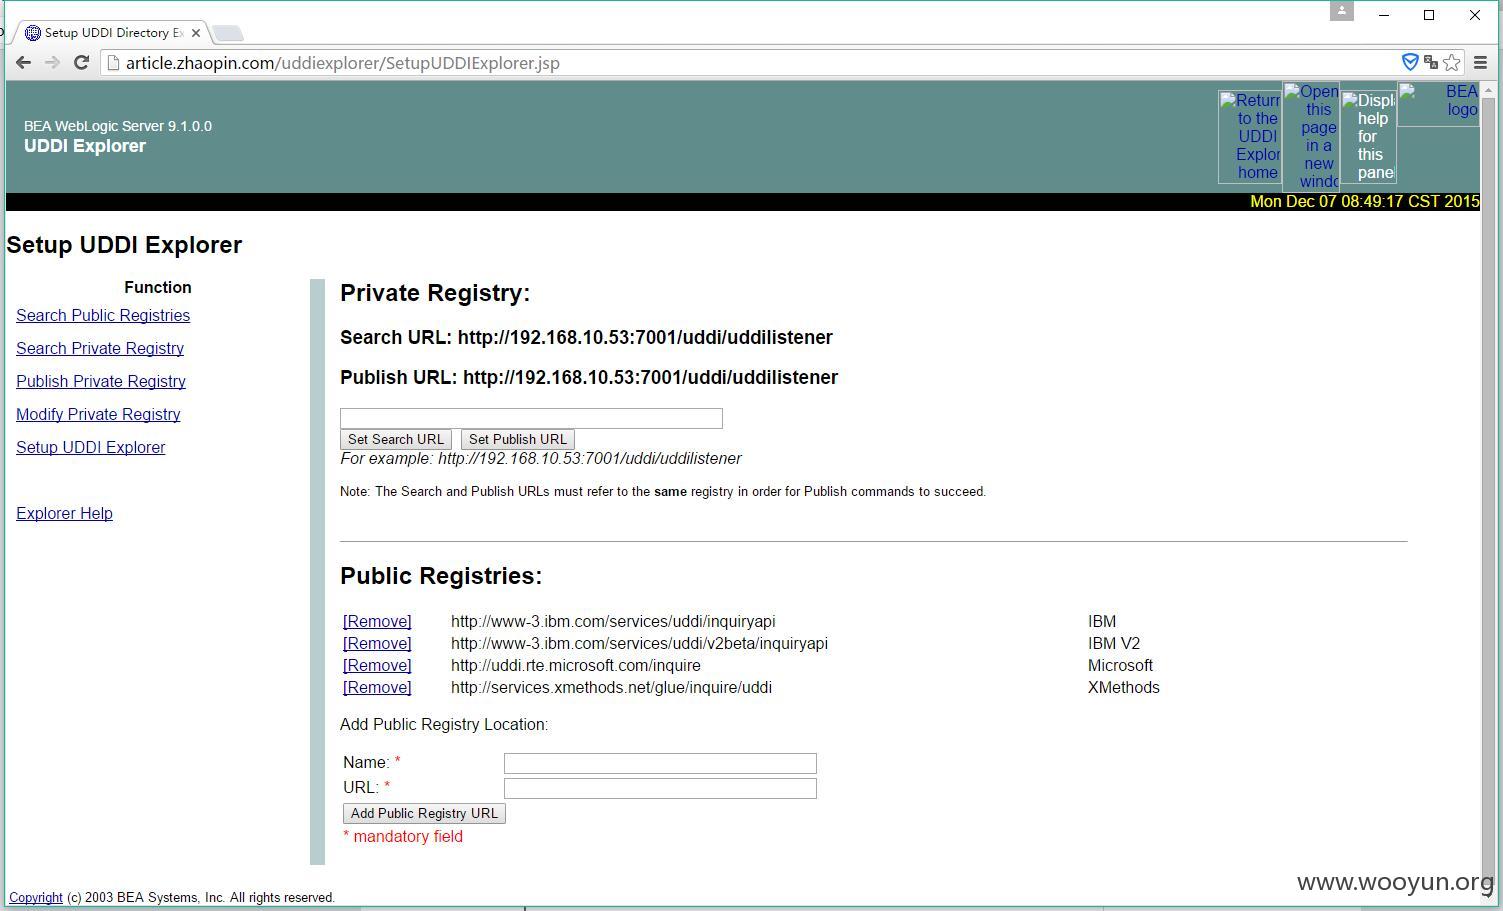 Setup UDDI Directory Ex
article.zhaopin.com/uddiexplorer/SetupUDDIExplorer.jsp
BEA WebLogic Server 9.1.0.0
UDDI Explorer
Return to the UDDI Explor home
Open this page in a new windo
Displ help for this pane
BEA logo
Mon Dec 07 08:49:17 CST 2015
Setup UDDI Explorer
Function
Search Public Registries
Search Private Registry
Publish Private Registry
Modify Private Registry
Setup UDDI Explorer
Explorer Help
Private Registry:
Search URL: http://192.168.10.53:7001/uddi/uddilistener
Publish URL: http://192.168.10.53:7001/uddi/uddilistener
Set Search URL Set Publish URL
For example: http://192.168.10.53:7001/uddi/uddilistener
Note: The Search and Publish URLs must refer to the same registry in order for Publish commands to succeed.
Public Registries:
[Remove] http://www-3.ibm.com/services/uddi/inquiryapi IBM
[Remove] http://www-3.ibm.com/services/uddi/v2beta/inquiryapi IBM V2
[Remove] http://uddi.rte.microsoft.com/inquire Microsoft
[Remove] http://services.xmethods.net/glue/inquire/uddi XMethods
Add Public Registry Location:
Name: *
URL: *
Add Public Registry URL
* mandatory field
Copyright (c) 2003 BEA Systems, Inc. All rights reserved.
www.wooyun.org